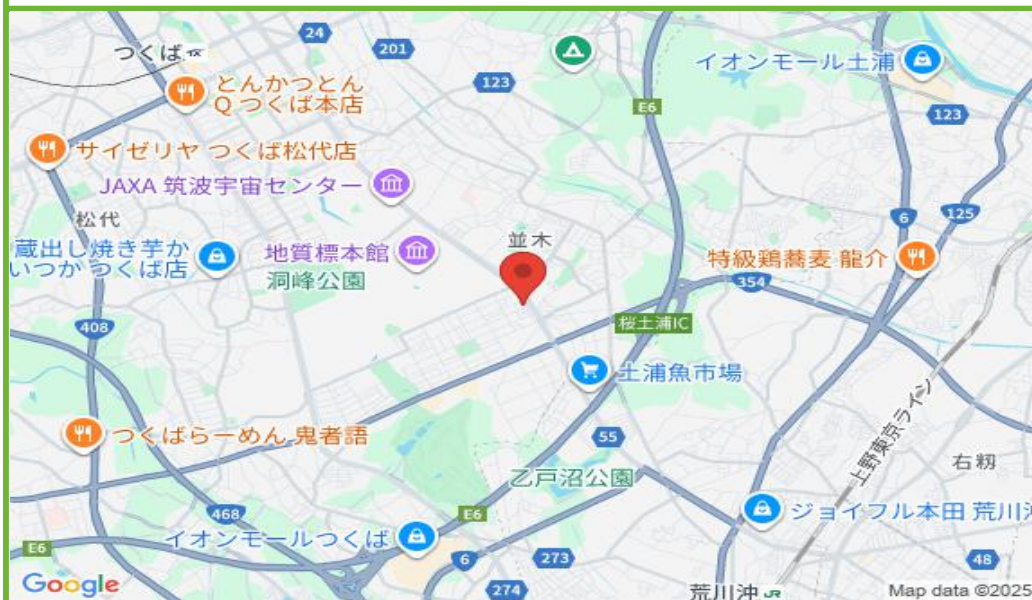 24
201
つくば
123
イオンモール土浦
とんかつとん
Q つくば本店
E6
123
サイゼリヤ つくば松代店
JAXA 筑波宇宙センター
松代
6
125
並木
蔵出し焼き芋か
いつか つくば店
地質標本館
洞峰公園
特級鶏蕎麦 龍介
354
408
桜土浦IC
土浦魚市場
つくばらーめん 鬼者語
55
上野東京ライン
右籾
乙戸沼公園
468
E6
ジョイフル本田 荒川沖
イオンモールつくば
E6
6
273
48
Google
274
荒川沖 JR
Map data ©2025